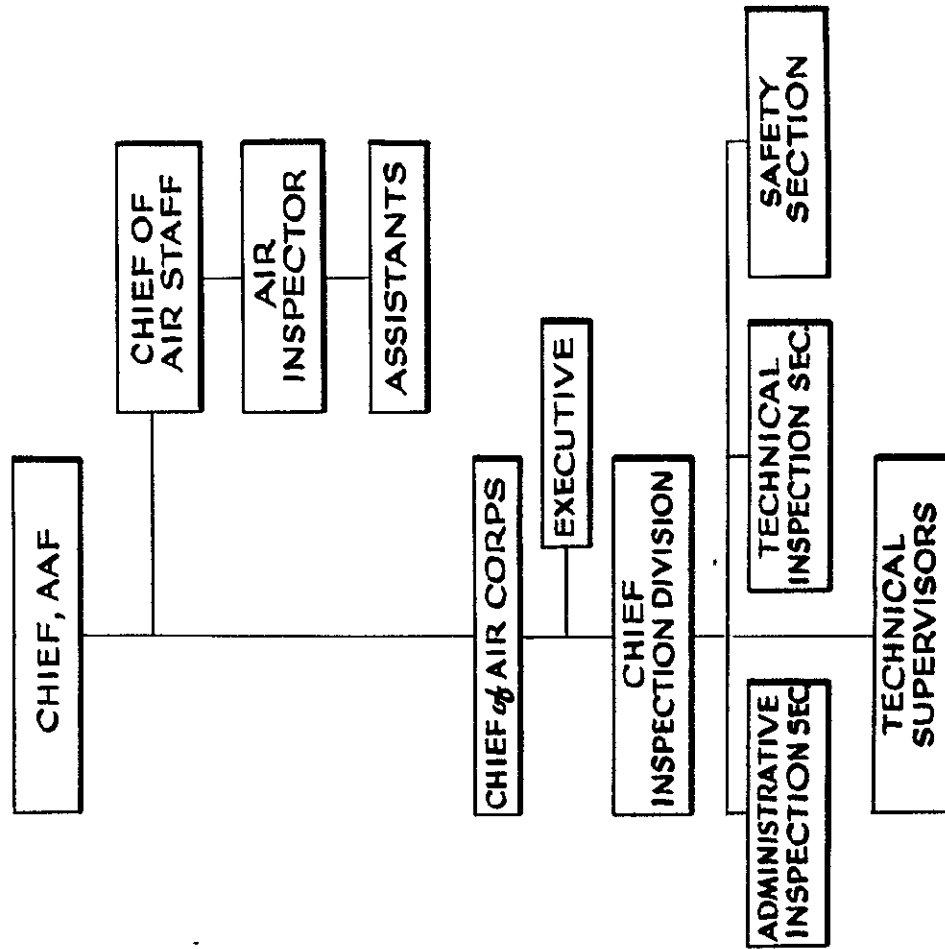 CHIEF, AAF
CHIEF OF
AIR STAFF
AIR
INSPECTOR
ASSISTANTS
CHIEF of AIR CORPS
EXECUTIVE
CHIEF
INSPECTION DIVISION
ADMINISTRATIVE
INSPECTION SEC
TECHNICAL
INSPECTION SEC.
SAFETY
SECTION
TECHNICAL
SUPERVISORS